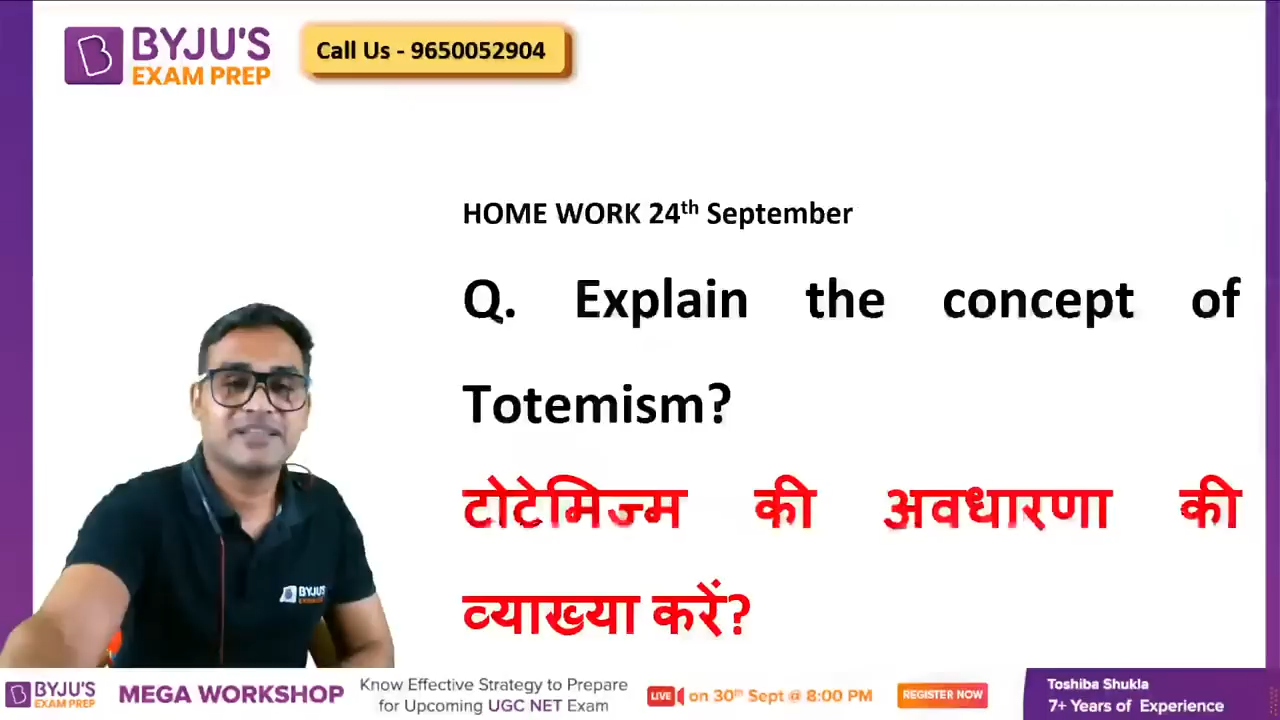 BYJU'S
EXAM PREP
Call Us - 9650052904
HOME WORK 24th September
Q. Explain the concept of
Totemism?
टोटेमिज्म की अवधारणा की
व्याख्या करें?
BYJU'S
BYJU'S
EXAM PREP
MEGA WORKSHOP
Know Effective Strategy to Prepare
for Upcoming UGC NET Exam
LIVE on 30th Sept @ 8:00 PM
REGISTER NOW
Toshiba Shukla
7+ Years of Experience